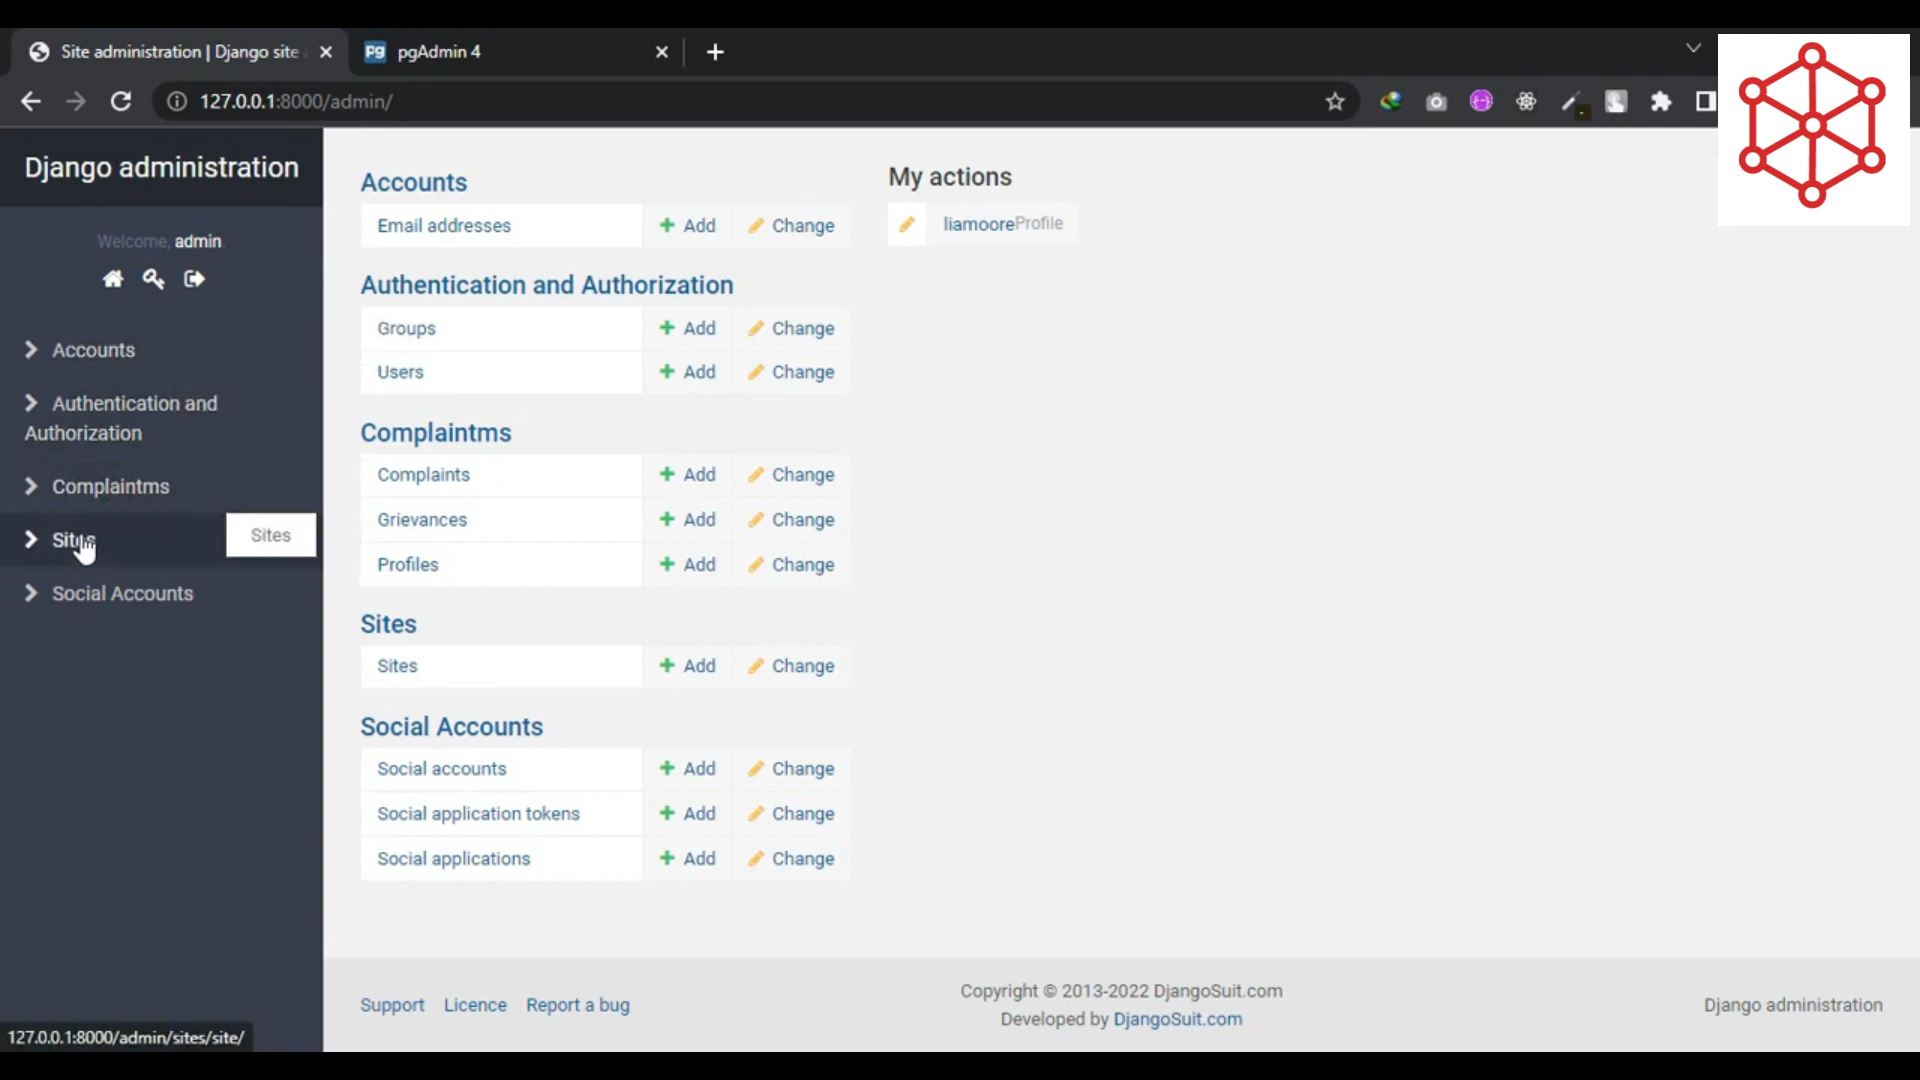 Site administration | Django site
pgAdmin 4
127.0.0.1:8000/admin/
Django administration
Welcome, admin
Accounts
Authentication and
Authorization
Complaintms
Sites
Sites
Social Accounts
Accounts
Email addresses Add Change
Authentication and Authorization
Groups Add Change
Users Add Change
Complaintms
Complaints Add Change
Grievances Add Change
Profiles Add Change
Sites
Sites Add Change
Social Accounts
Social accounts Add Change
Social application tokens Add Change
Social applications Add Change
My actions
liamooreProfile
Support Licence Report a bug
Copyright © 2013-2022 DjangoSuit.com
Developed by DjangoSuit.com
Django administration
127.0.0.1:8000/admin/sites/site/